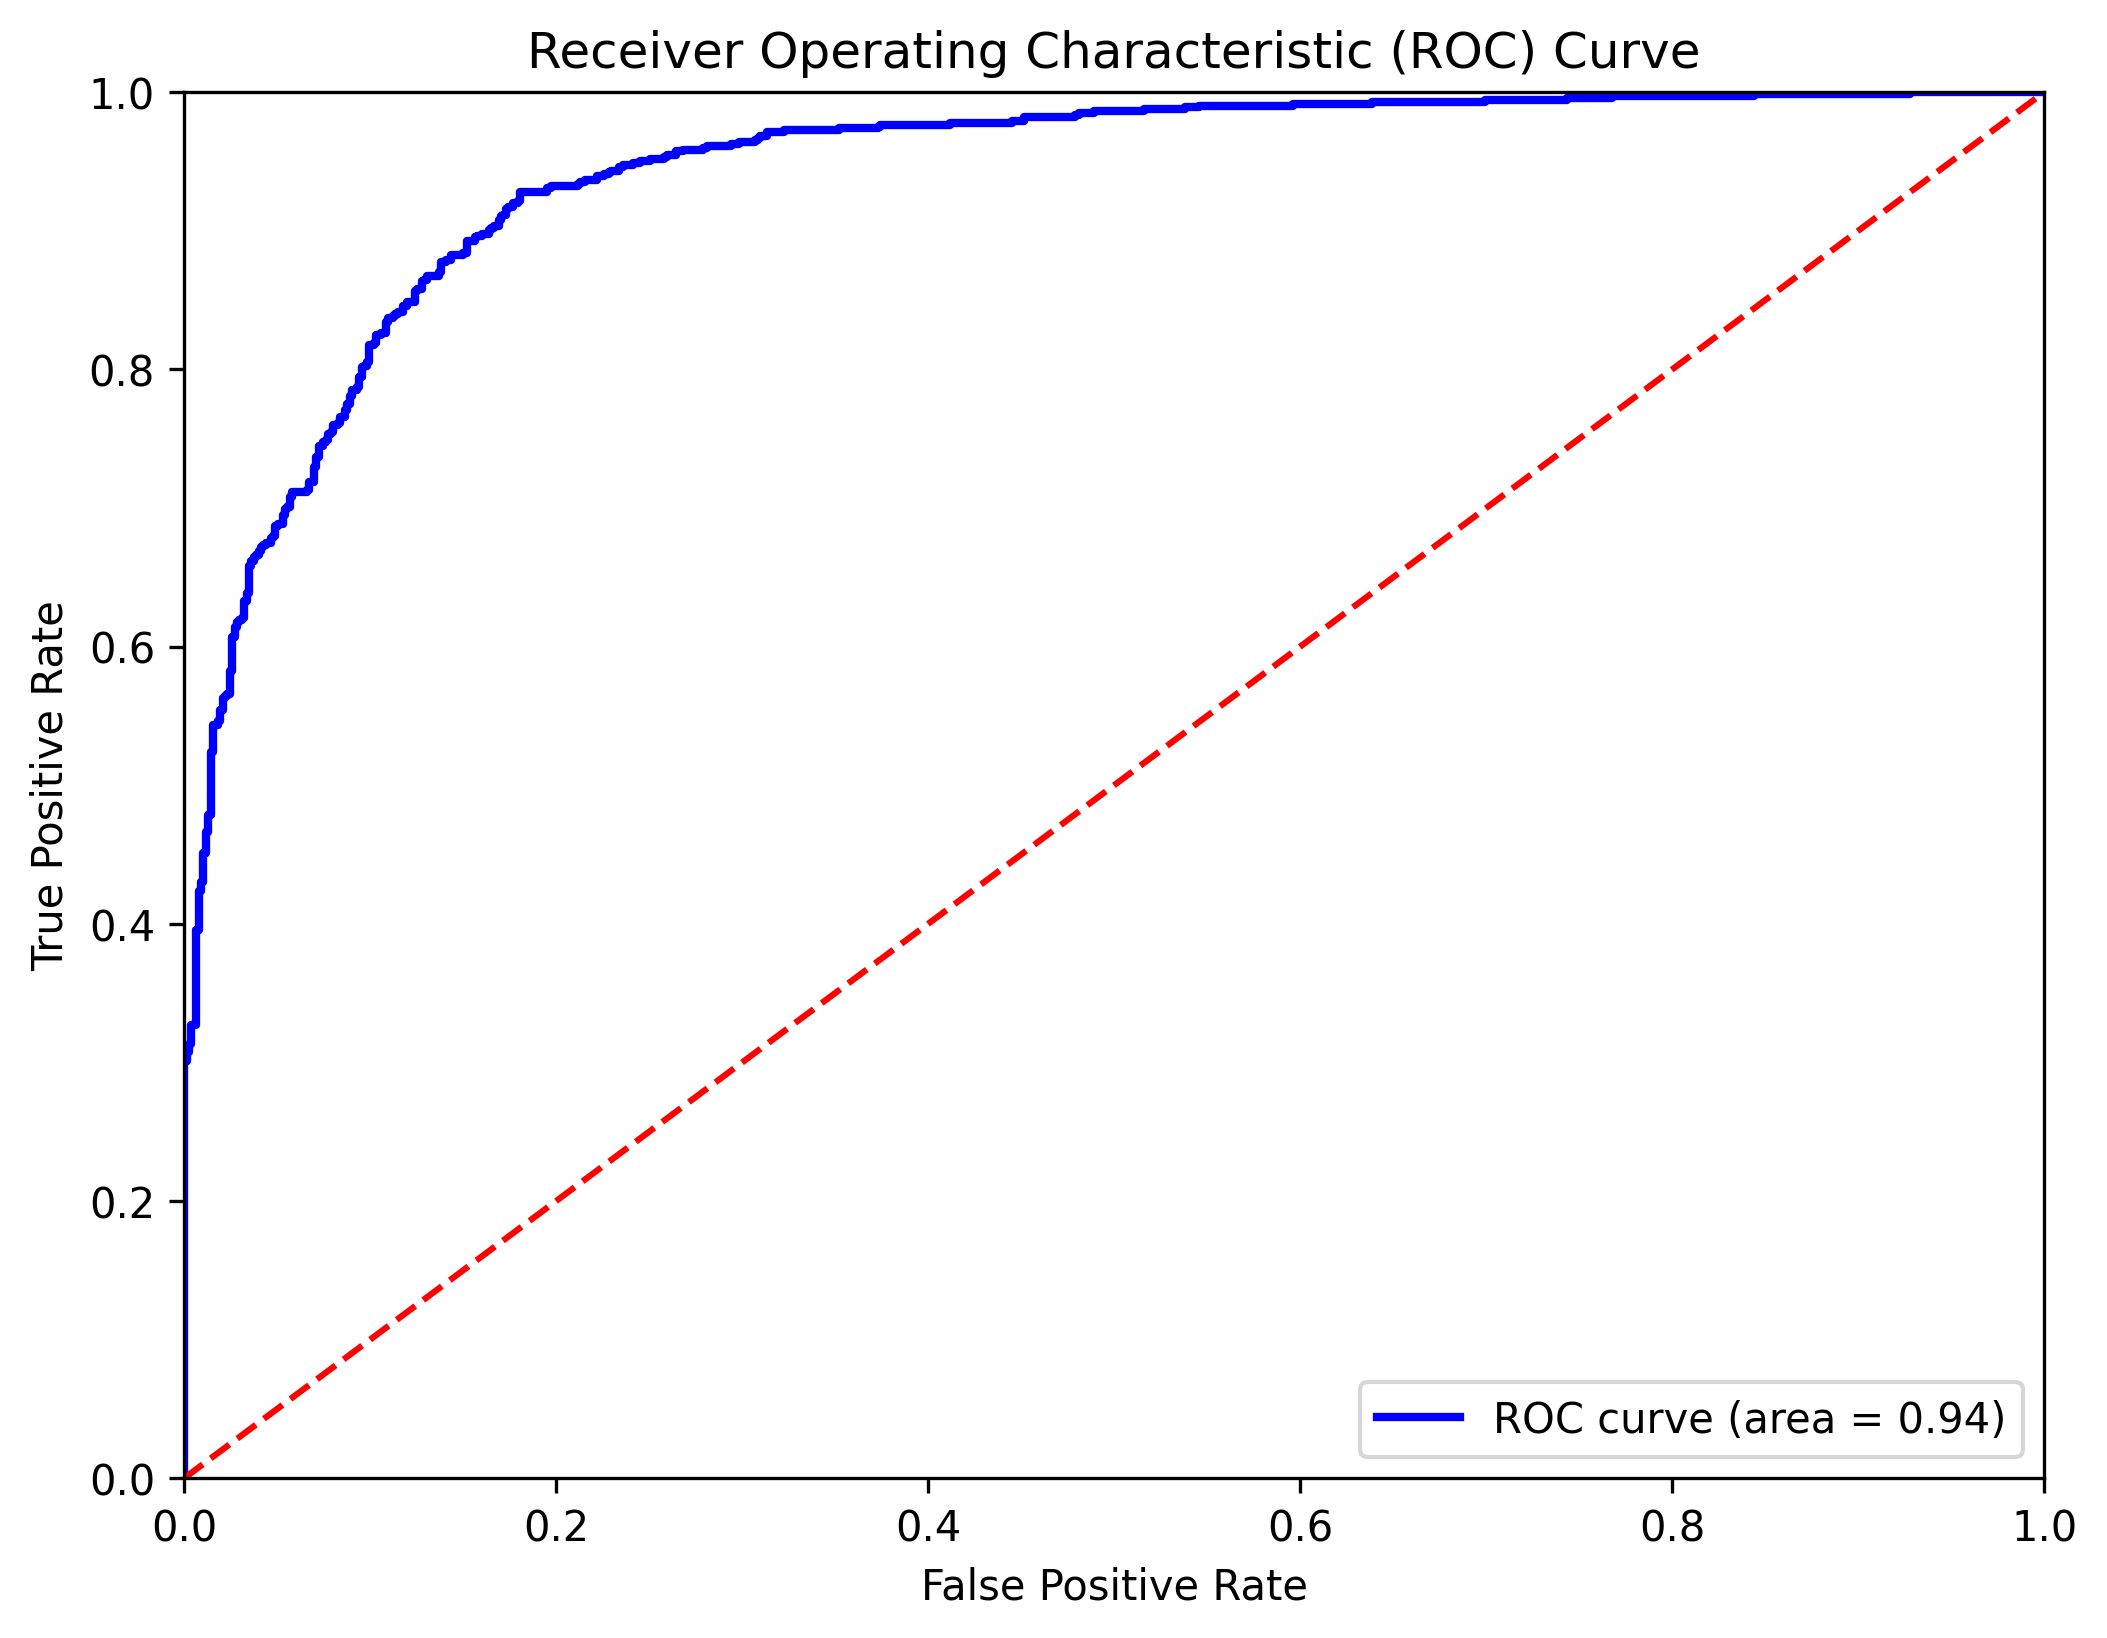 Receiver Operating Characteristic (ROC) Curve
1.0
0.8
0.6
0.4
0.2
0.0
True Positive Rate
ROC curve (area = 0.94)
0.0 0.2 0.4 0.6 0.8 1.0
False Positive Rate